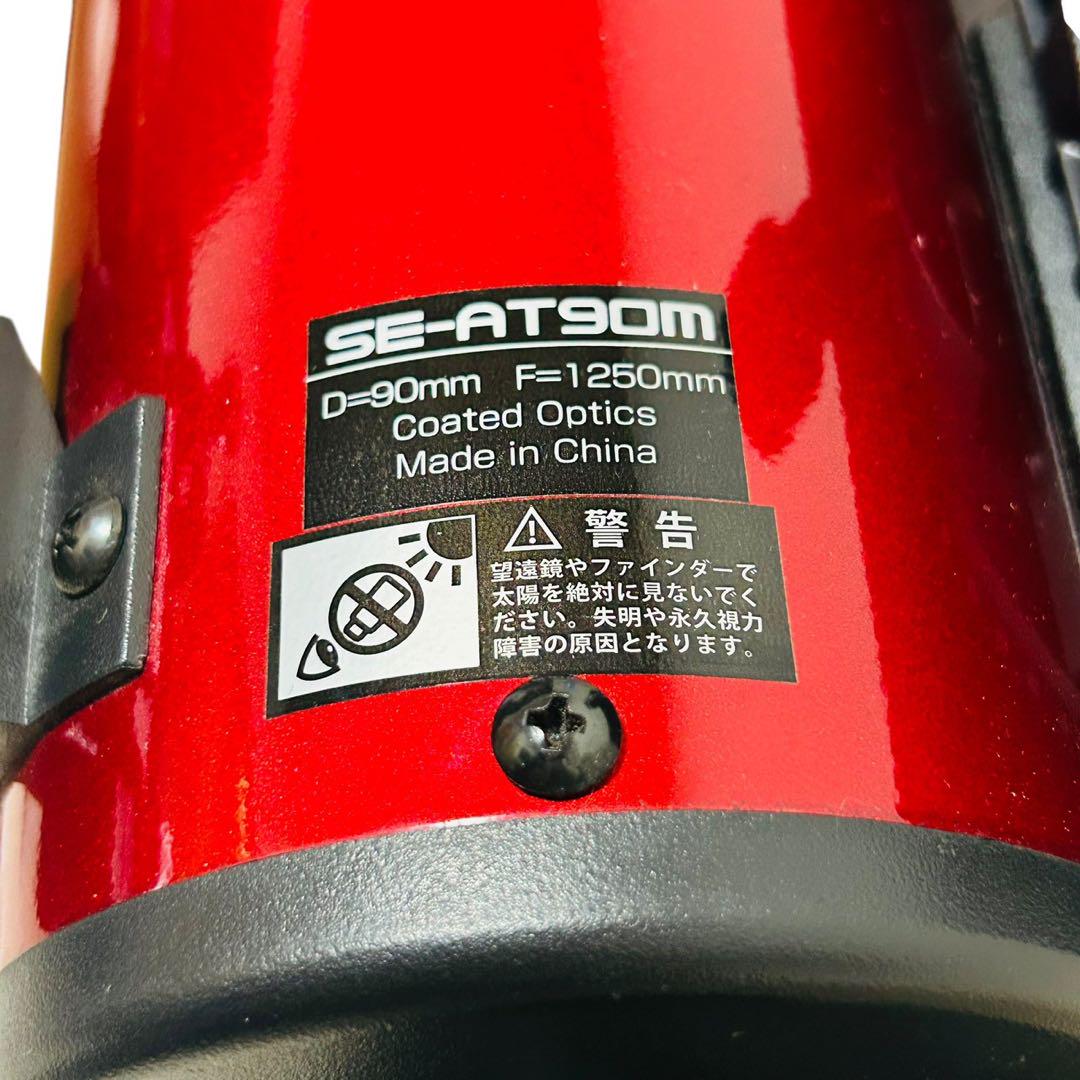 SE-AT90M
D=90mm F=1250mm
Coated Optics
Made in China
警告
望遠鏡やファインダーで
太陽を絶対に見ないでく
ださい。失明や永久視力
障害の原因となります。